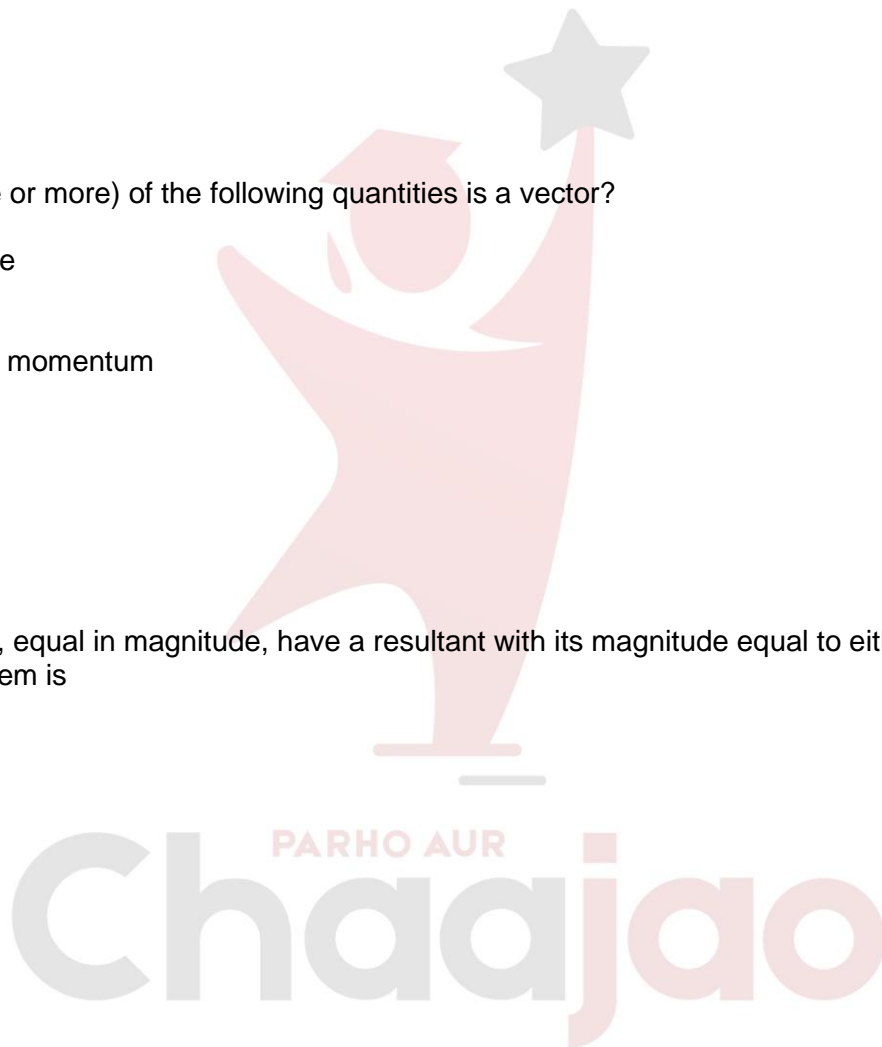 or more) of the following quantities is a vector?
e
momentum
, equal in magnitude, have a resultant with its magnitude equal to eit
em is
PARHO AUR
Chaajao